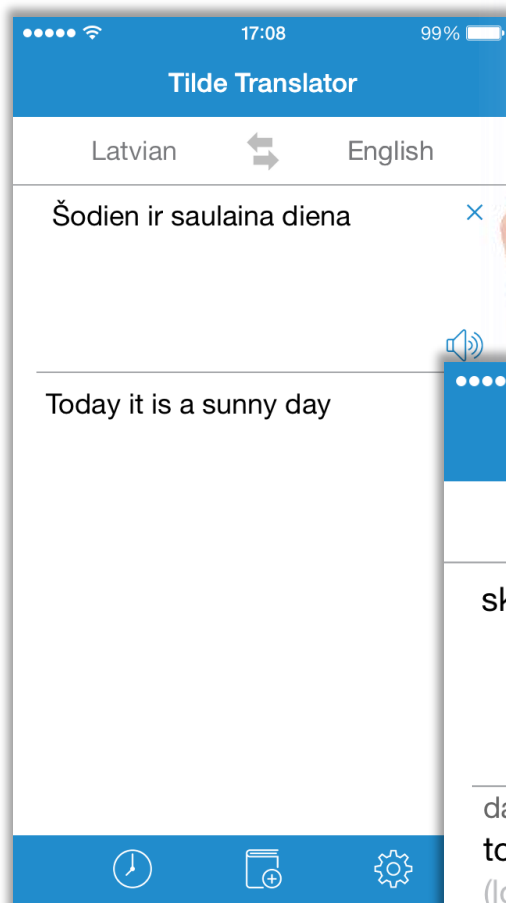 17:08
99%
Tilde Translator
Latvian
English
Šodien ir saulaina diena
Today it is a sunny day